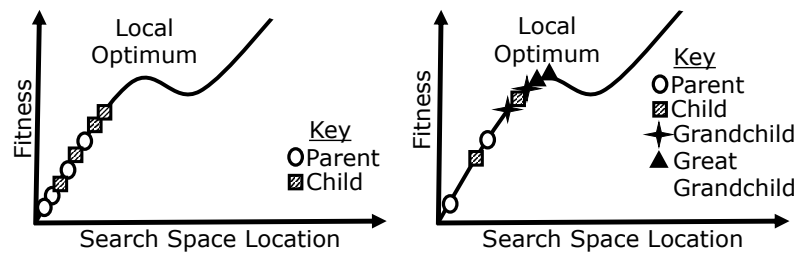 Local
Optimum
Fitness
Key
Parent
Child
Search Space Location
Local
Optimum
Fitness
Key
Parent
Child
Grandchild
Great
Grandchild
Search Space Location